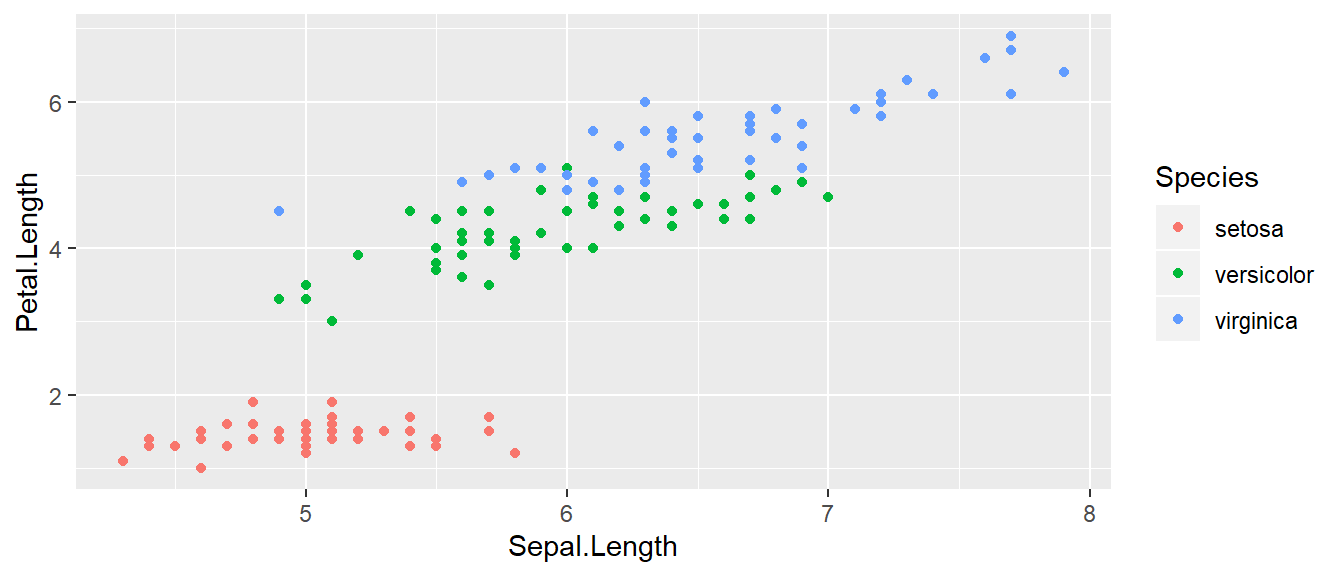 6
4
2
Petal.Length
5 6 7 8
Sepal.Length
Species
setosa
versicolor
virginica